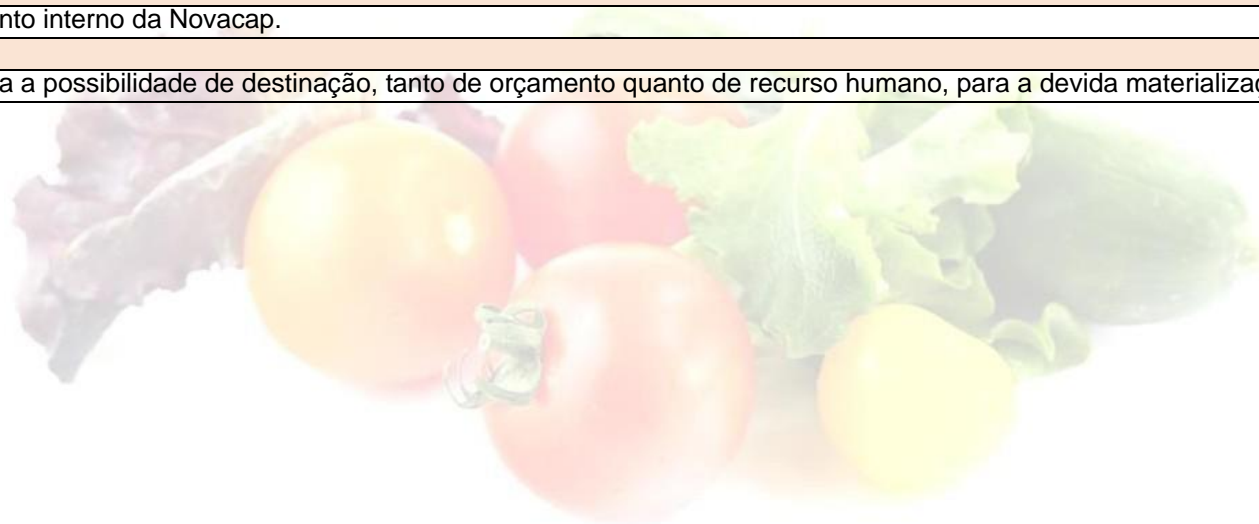 nto interno da Novacap.
a a possibilidade de destinação, tanto de orçamento quanto de recurso humano, para a devida materializaç